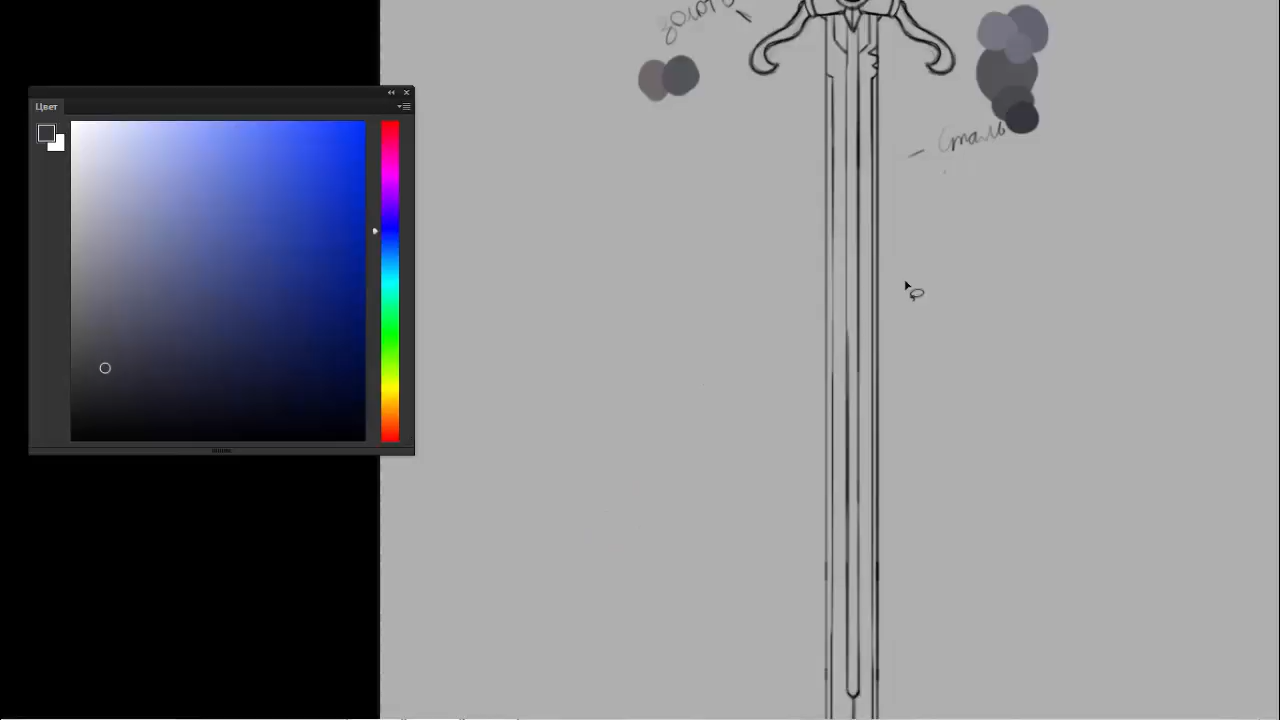 золото
Цвет
– Сталь